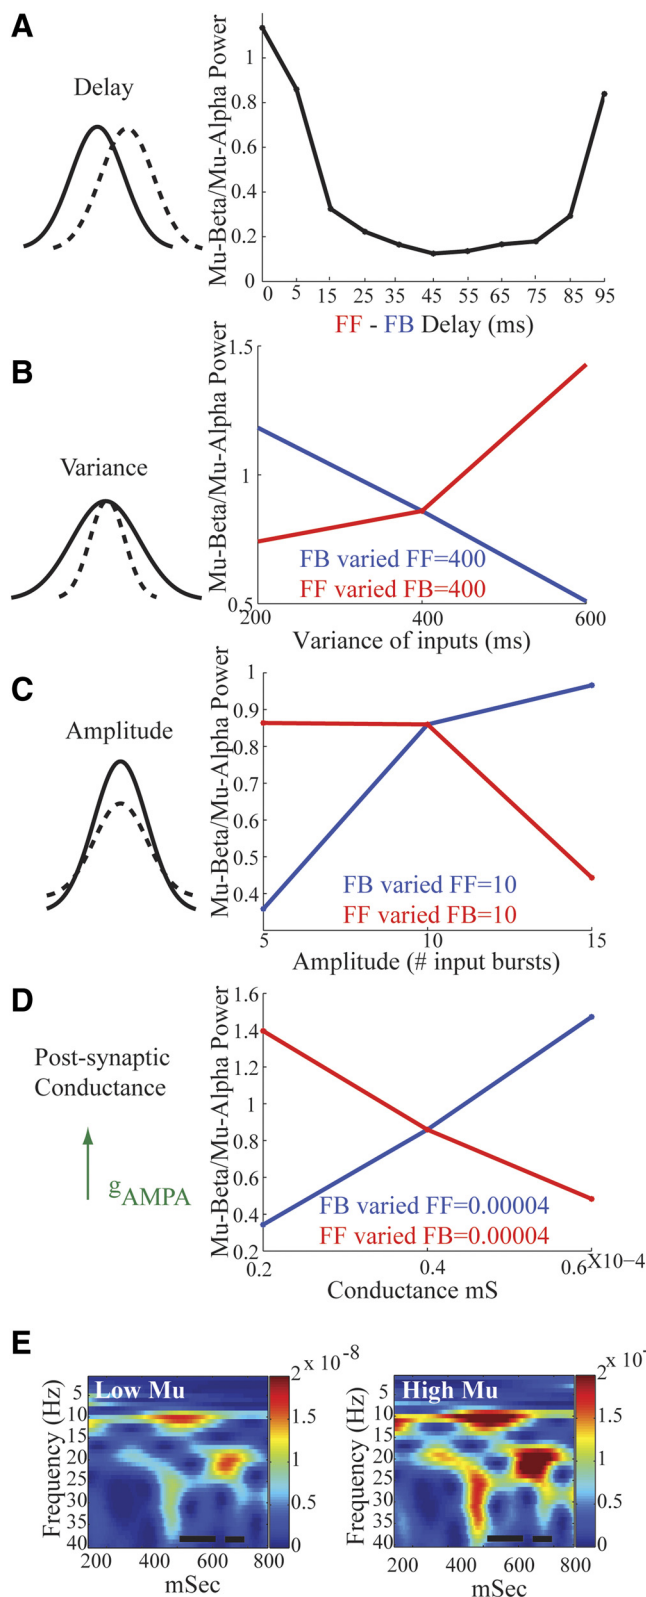 A
Delay
Mu-Beta/Mu-Alpha Power
1
0.8
0.6
0.4
0.2
0
0 5 15 25 35 45 55 65 75 85 95
FF - FB Delay (ms)
B
Variance
Mu-Beta/Mu-Alpha Power
1.5
1
0.5
FB varied FF=400
FF varied FB=400
200 400 600
Variance of inputs (ms)
C
Amplitude
Mu-Beta/Mu-Alpha Power
1
0.9
0.8
0.7
0.6
0.5
0.4
FB varied FF=10
FF varied FB=10
5 10 15
Amplitude (# input bursts)
D
Post-synaptic
Conductance
gAMPA
Mu-Beta/Mu-Alpha Power
1.6
1.4
1.2
1
0.8
0.6
0.4
0.2
FB varied FF=0.00004
FF varied FB=0.00004
0.2 0.4 0.6 X10−4
Conductance mS
E
Low Mu
Frequency (Hz)
5
10
15
20
25
30
35
40
200 400 600 800
mSec
2 x 10-8
1.5
1
0.5
0
High Mu
Frequency (Hz)
5
10
15
20
25
30
35
40
200 400 600 800
mSec
2 x 10
1.5
1
0.5
0